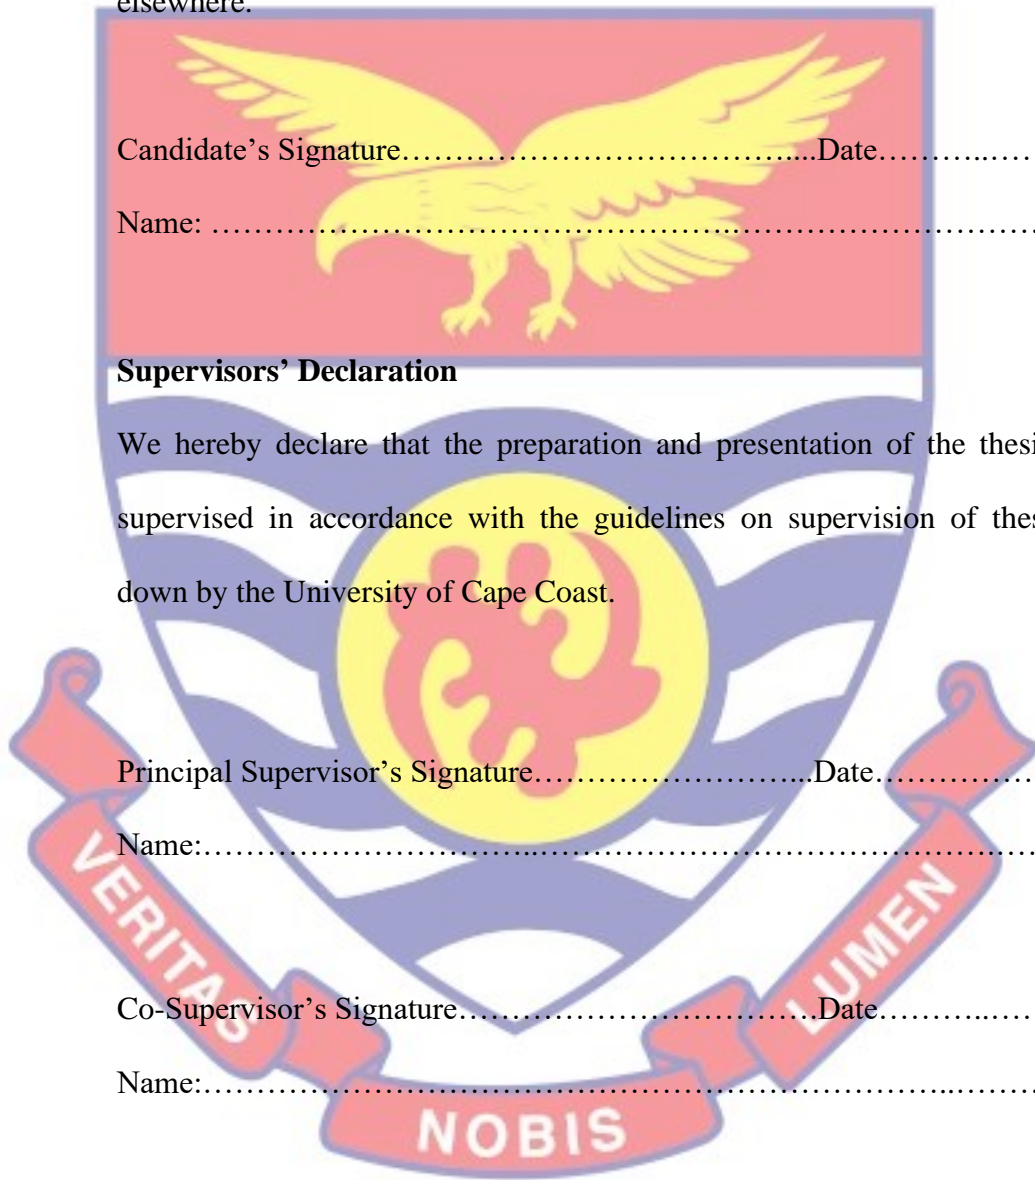 elsewhere.
Candidate’s Signature………………………………....Date………..……
Name: ………………………………………….…………………………
Supervisors’ Declaration
We hereby declare that the preparation and presentation of the thesi
supervised in accordance with the guidelines on supervision of thes
down by the University of Cape Coast.
Principal Supervisor’s Signature……………………...Date……………
Name:…………………………..…………………………………….……
Co-Supervisor’s Signature…………………………….Date………..……
Name:……………………………………………………………..………
VERITAS
NOBIS
LUMEN